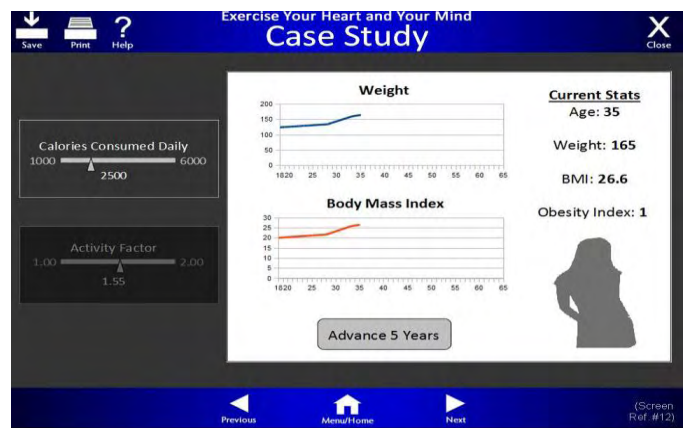 Exercise Your Heart and Your Mind
Case Study
Save
Print
Help
Close
Calories Consumed Daily
1000 6000
2500
Activity Factor
1.00 2.00
1.55
Weight
200
150
100
50
0
1820 25 30 35 40 45 50 55 60 65
Body Mass Index
30
25
20
15
10
5
0
1820 25 30 35 40 45 50 55 60 65
Current Stats
Age: 35
Weight: 165
BMI: 26.6
Obesity Index: 1
Advance 5 Years
Previous
Menu/Home
Next
(Screen
Ref.#12)